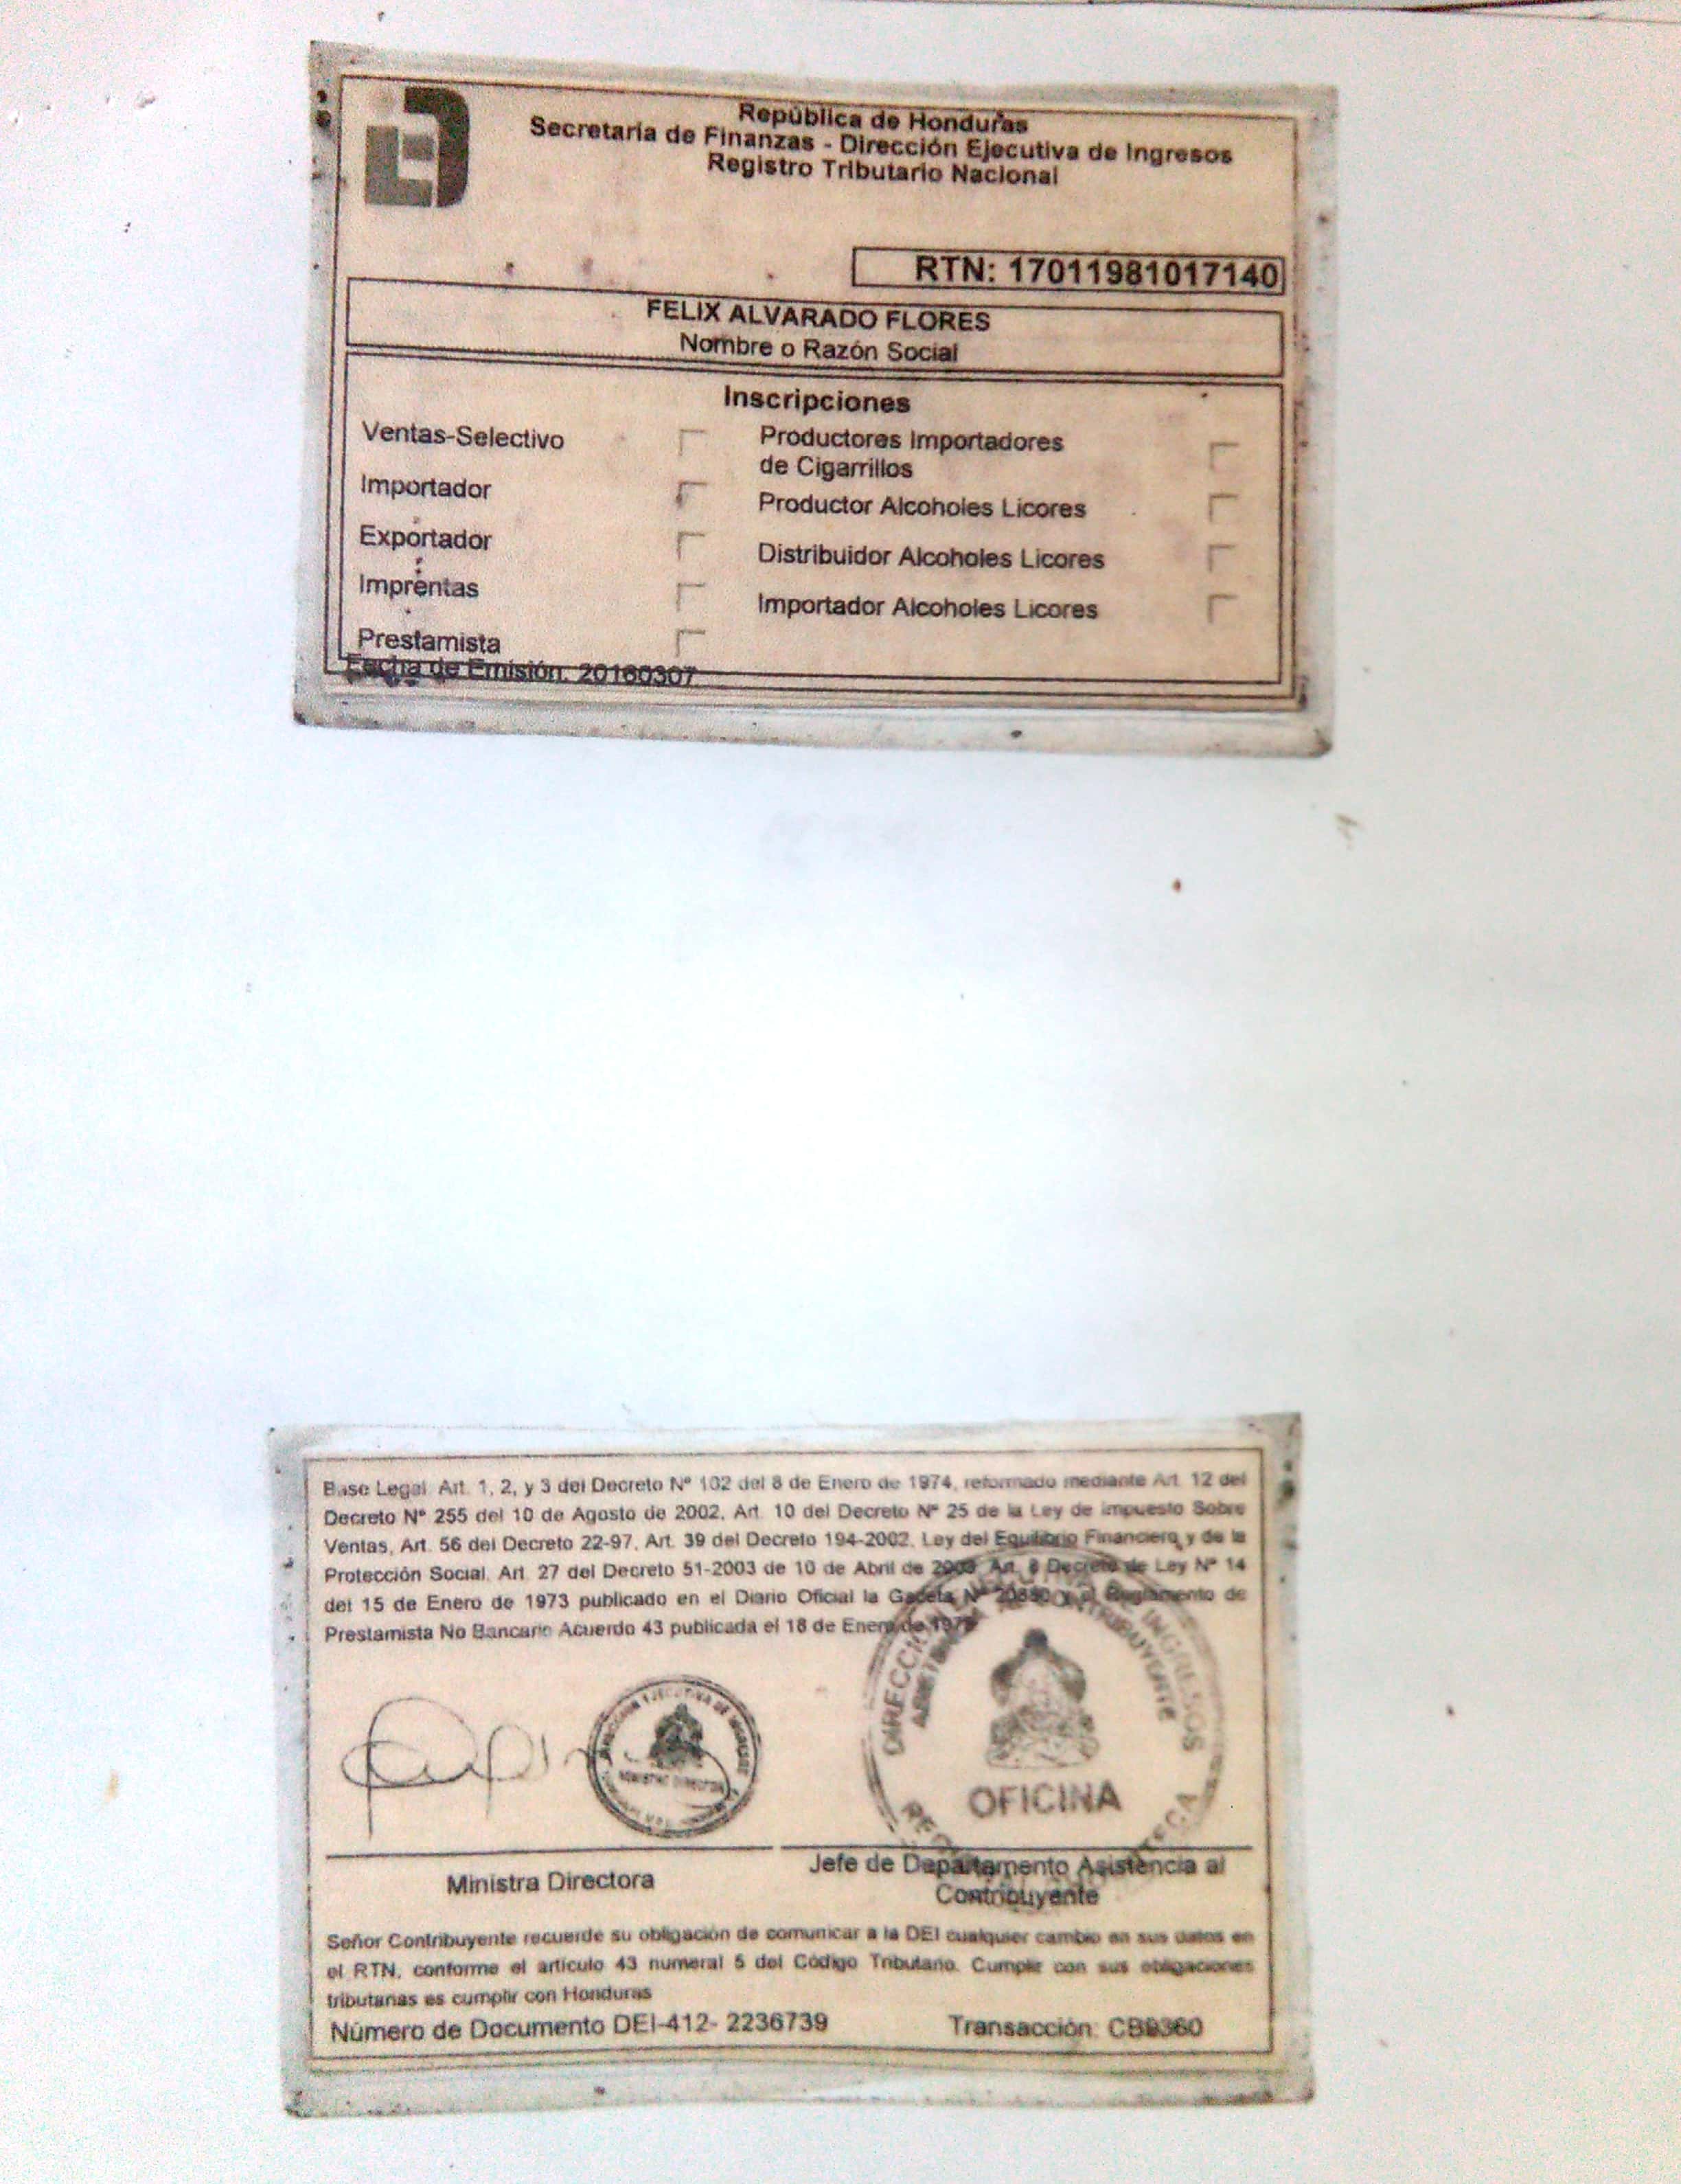 República de Honduras
Secretaría de Finanzas - Dirección Ejecutiva de Ingresos
Registro Tributario Nacional
RTN: 17011981017140
FELIX ALVARADO FLORES
Nombre o Razón Social
Inscripciones
Ventas-Selectivo
Productores Importadores
de Cigarrillos
Importador
Productor Alcoholes Licores
Exportador
Distribuidor Alcoholes Licores
Imprentas
Importador Alcoholes Licores
Prestamista
Fecha de Emisión:
Base Legal Art. 1, 2, y 3 del Decreto Nº 102 del 8 de Enero de 1974, reformado mediante Art. 12 del
Decreto Nº 255 del 10 de Agosto de 2002, Art. 10 del Decreto Nº 25 de la Ley de Impuesto Sobre
Ventas, Art. 56 del Decreto 22-97, Art. 39 del Decreto 194-2002, Ley del Financiera y de la
Protección Social, Art. 27 del Decreto 51-2003 de 10 de Abril de Ley Nº 14
del 15 de Enero de 1973 publicado en el Diario Oficial la Gaceta Nº
Prestamista No Bancario Acuerdo 43 publicada el 18 de Enero de
OFICINA
Ministra Directora
Jefe de Departamento Asistencia al
Contribuyente
Señor Contribuyente recuerde su obligación de comunicar a la DEI cualquier cambio en sus datos en
el RTN, conforme el artículo 43 numeral 5 del Código Tributario. Cumplir con sus obligaciones
tributarias es cumplir con Honduras
Número de Documento DEI-412- 2236739
Transacción: